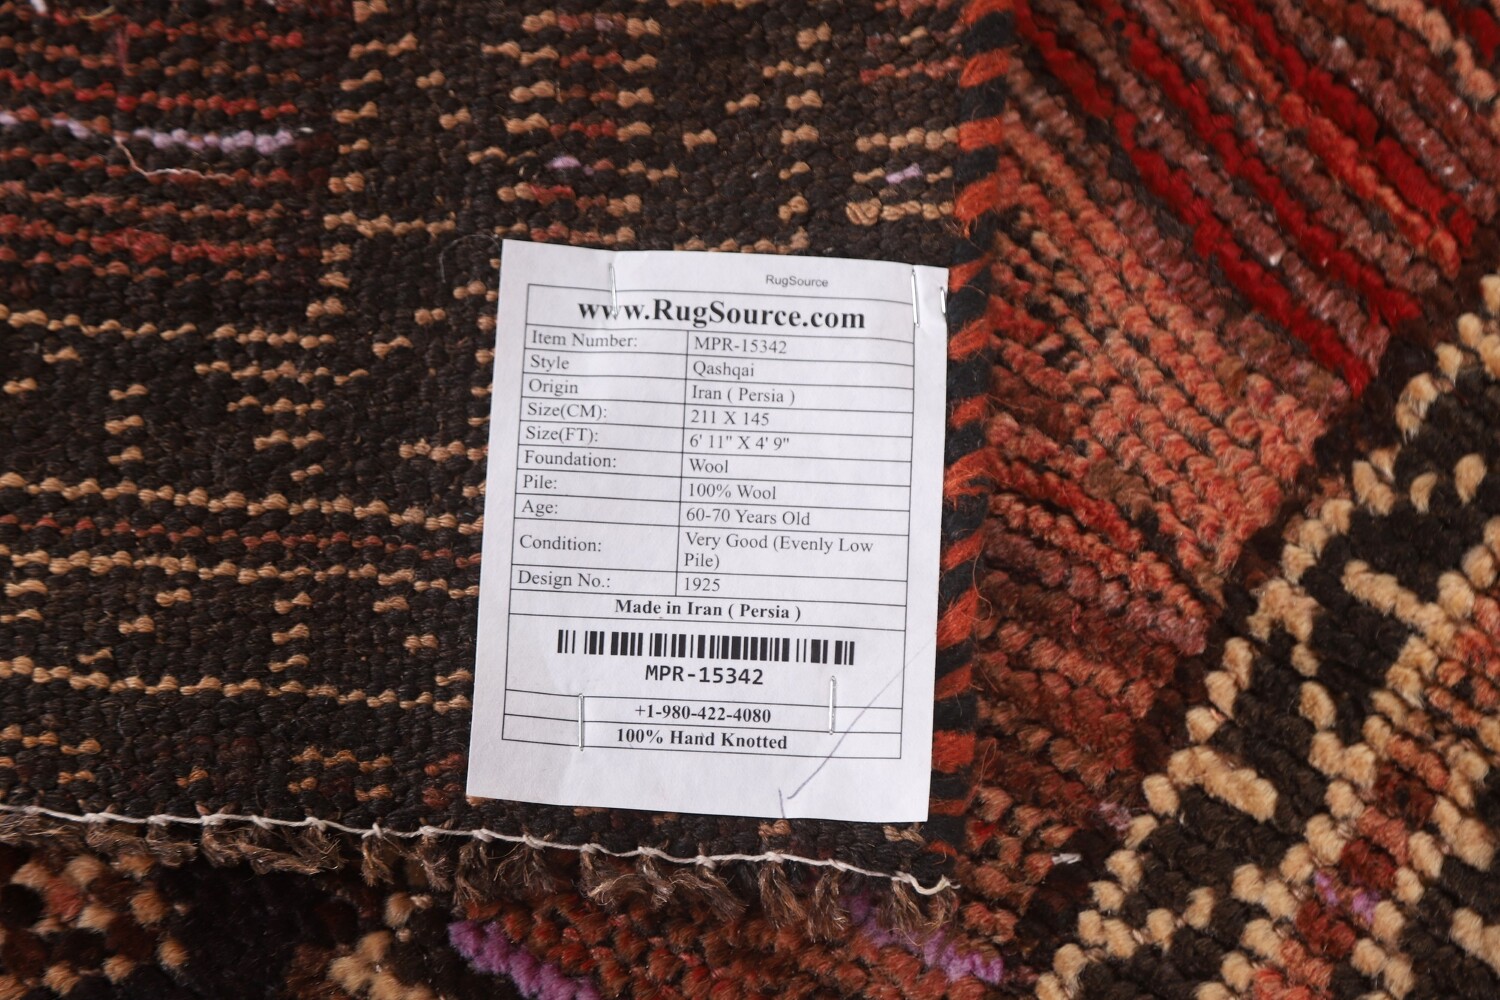 RugSource
www.RugSource.com
Item Number: MPR-15342
Style Qashqai
Origin Iran ( Persia )
Size(CM): 211 X 145
Size(FT): 6' 11" X 4' 9"
Foundation: Wool
Pile: 100% Wool
Age: 60-70 Years Old
Condition: Very Good (Evenly Low
Pile)
Design No.: 1925
Made in Iran ( Persia )
MPR-15342
+1-980-422-4080
100% Hand Knotted